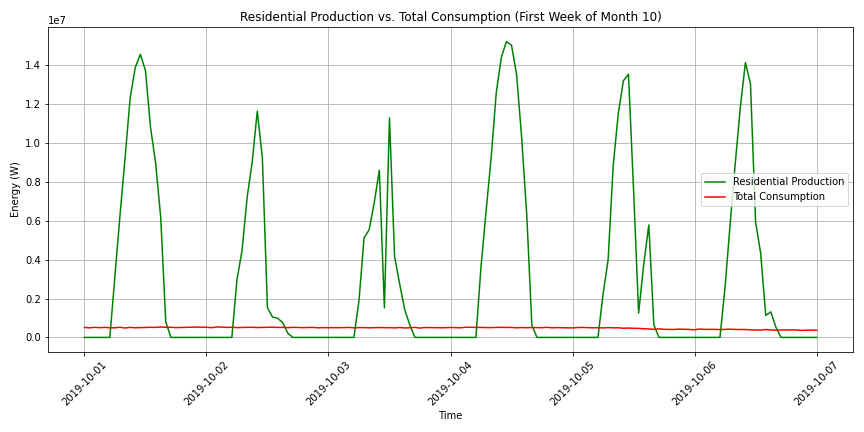 Residential Production vs. Total Consumption (First Week of Month 10)
1e7
1.4
1.2
1.0
0.8
0.6
0.4
0.2
0.0
Energy (W)
Residential Production
Total Consumption
2019-10-01
2019-10-02
2019-10-03
2019-10-04
2019-10-05
2019-10-06
2019-10-07
Time